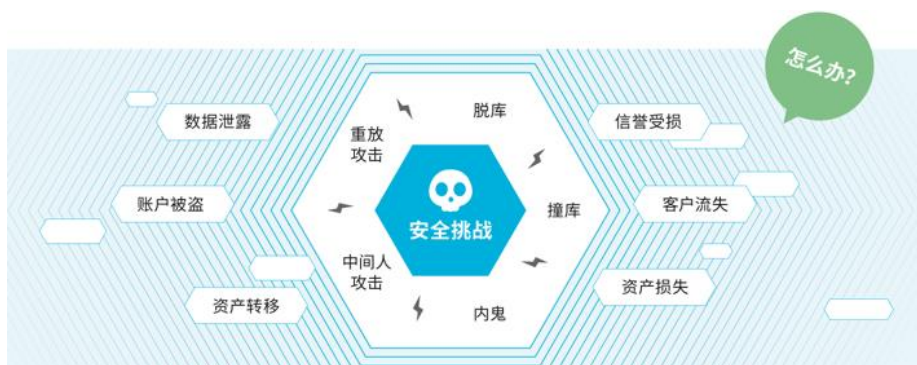 怎么办?
数据泄露
账户被盗
资产转移
重放
攻击
中间人
攻击
脱库
撞库
内鬼
安全挑战
信誉受损
客户流失
资产损失